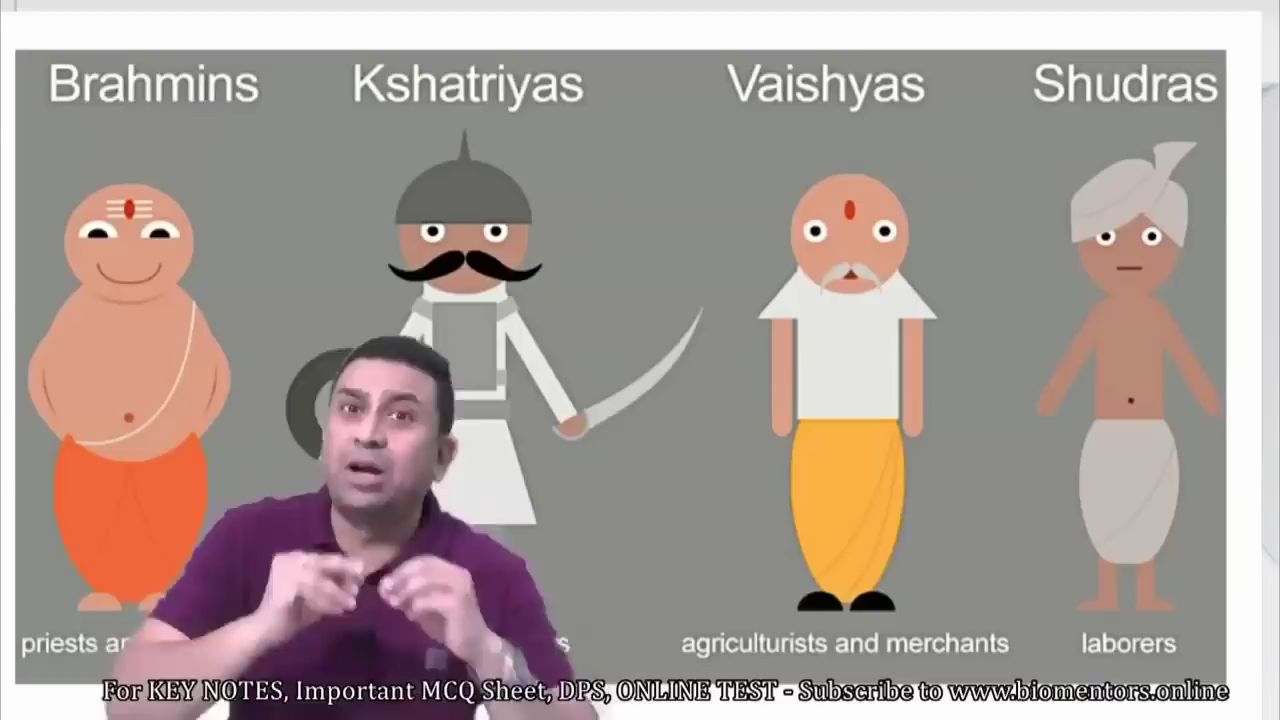 Brahmins Kshatriyas Vaishyas Shudras
priests agriculturists and merchants laborers
For KEY NOTES, Important MCQ Sheet, DPS, ONLINE TEST - Subscribe to www.biomentors.online